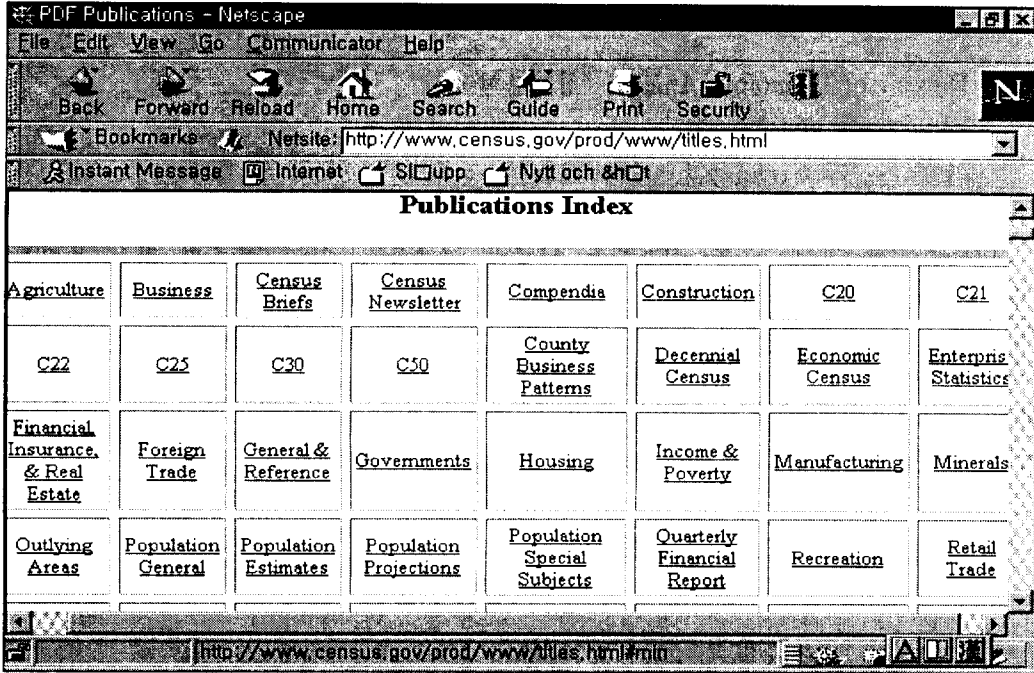 PDF Publications - Netscape
File Edit View Go Communicator Help
Back Forward Reload Home Search Guide Print Security
N
Bookmarks Netsite: http://www.census.gov/prod/www/titles.html
Instant Message Internet Sl□upp Nytt och &h□t
Publications Index
Agriculture Business Census Briefs Census Newsletter Compendia Construction C20 C21
C22 C25 C30 C50 County Business Patterns Decennial Census Economic Census Enterpris Statistics
Financial, Insurance, & Real Estate Foreign Trade General & Reference Governments Housing Income & Poverty Manufacturing Minerals
Outlying Areas Population General Population Estimates Population Projections Population Special Subjects Quarterly Financial Report Recreation Retail Trade
http://www.census.gov/prod/www/titles.html#min
A